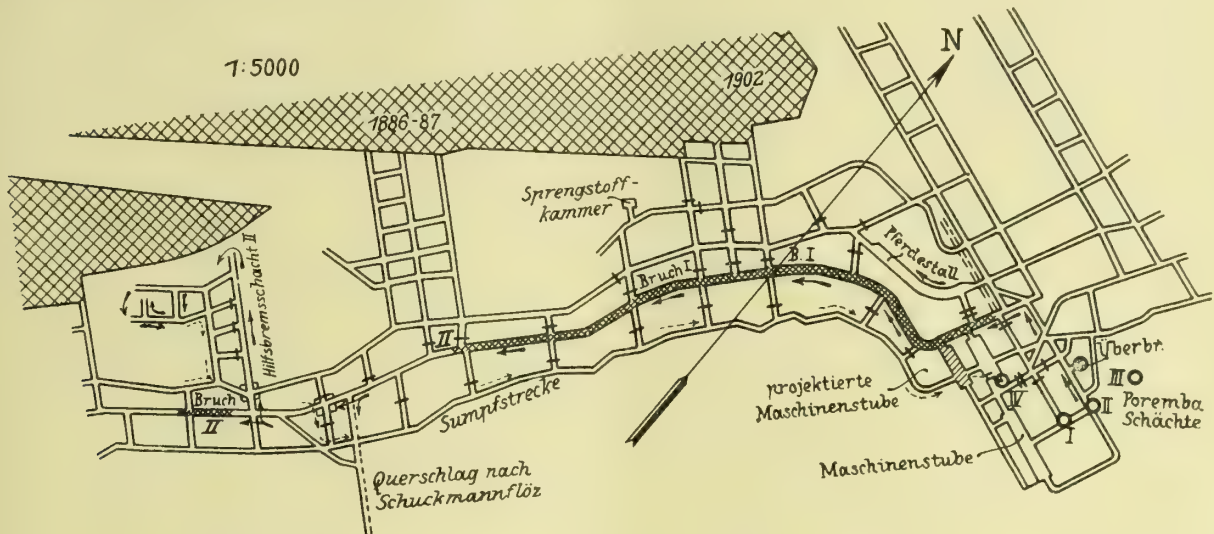 1:5000
1886-87
1902
N
Sprengstoff-
kammer
Hilfsbremsschacht II
Bruch I
B. I
Pferdestall
II
Bruch
II
Sumpfstrecke
Querschlag nach
Schuckmannflöz
projektierte
Maschinenstube
Maschinenstube
Überbr.
III
II
IV
I
Poremba
Schächte